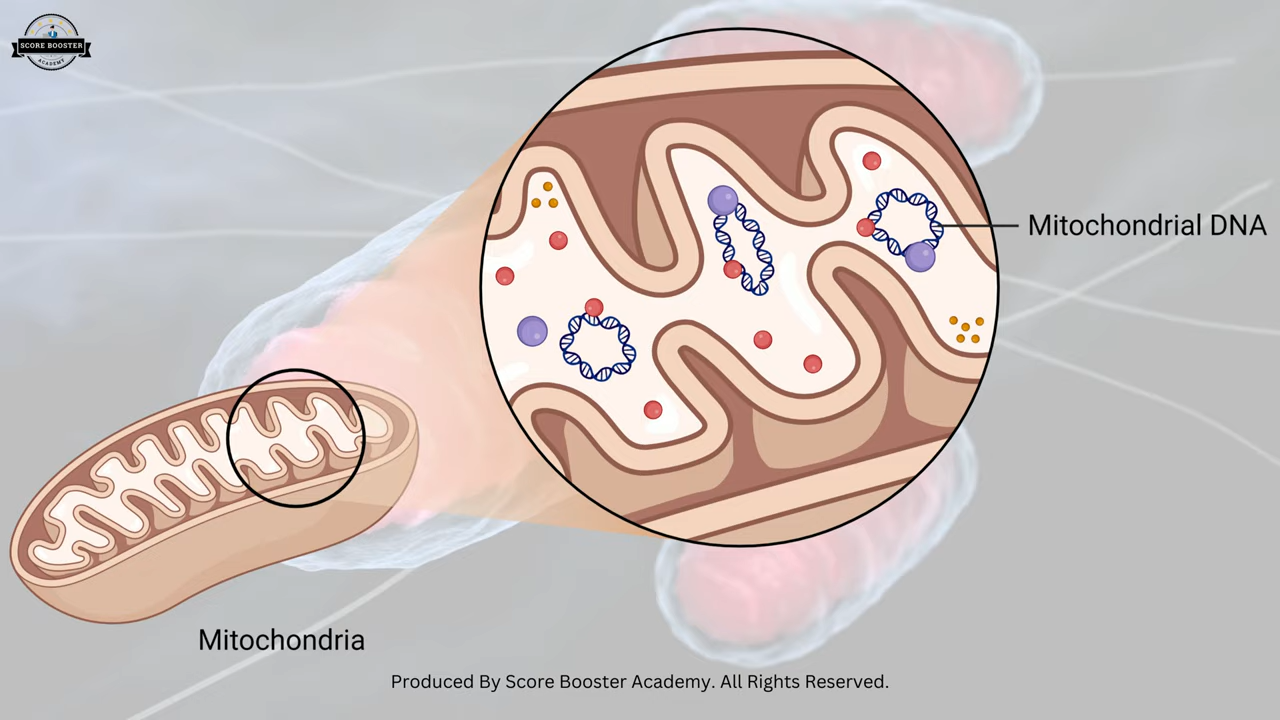 SCORE BOOSTER
ACADEMY
Mitochondrial DNA
Mitochondria
Produced By Score Booster Academy. All Rights Reserved.